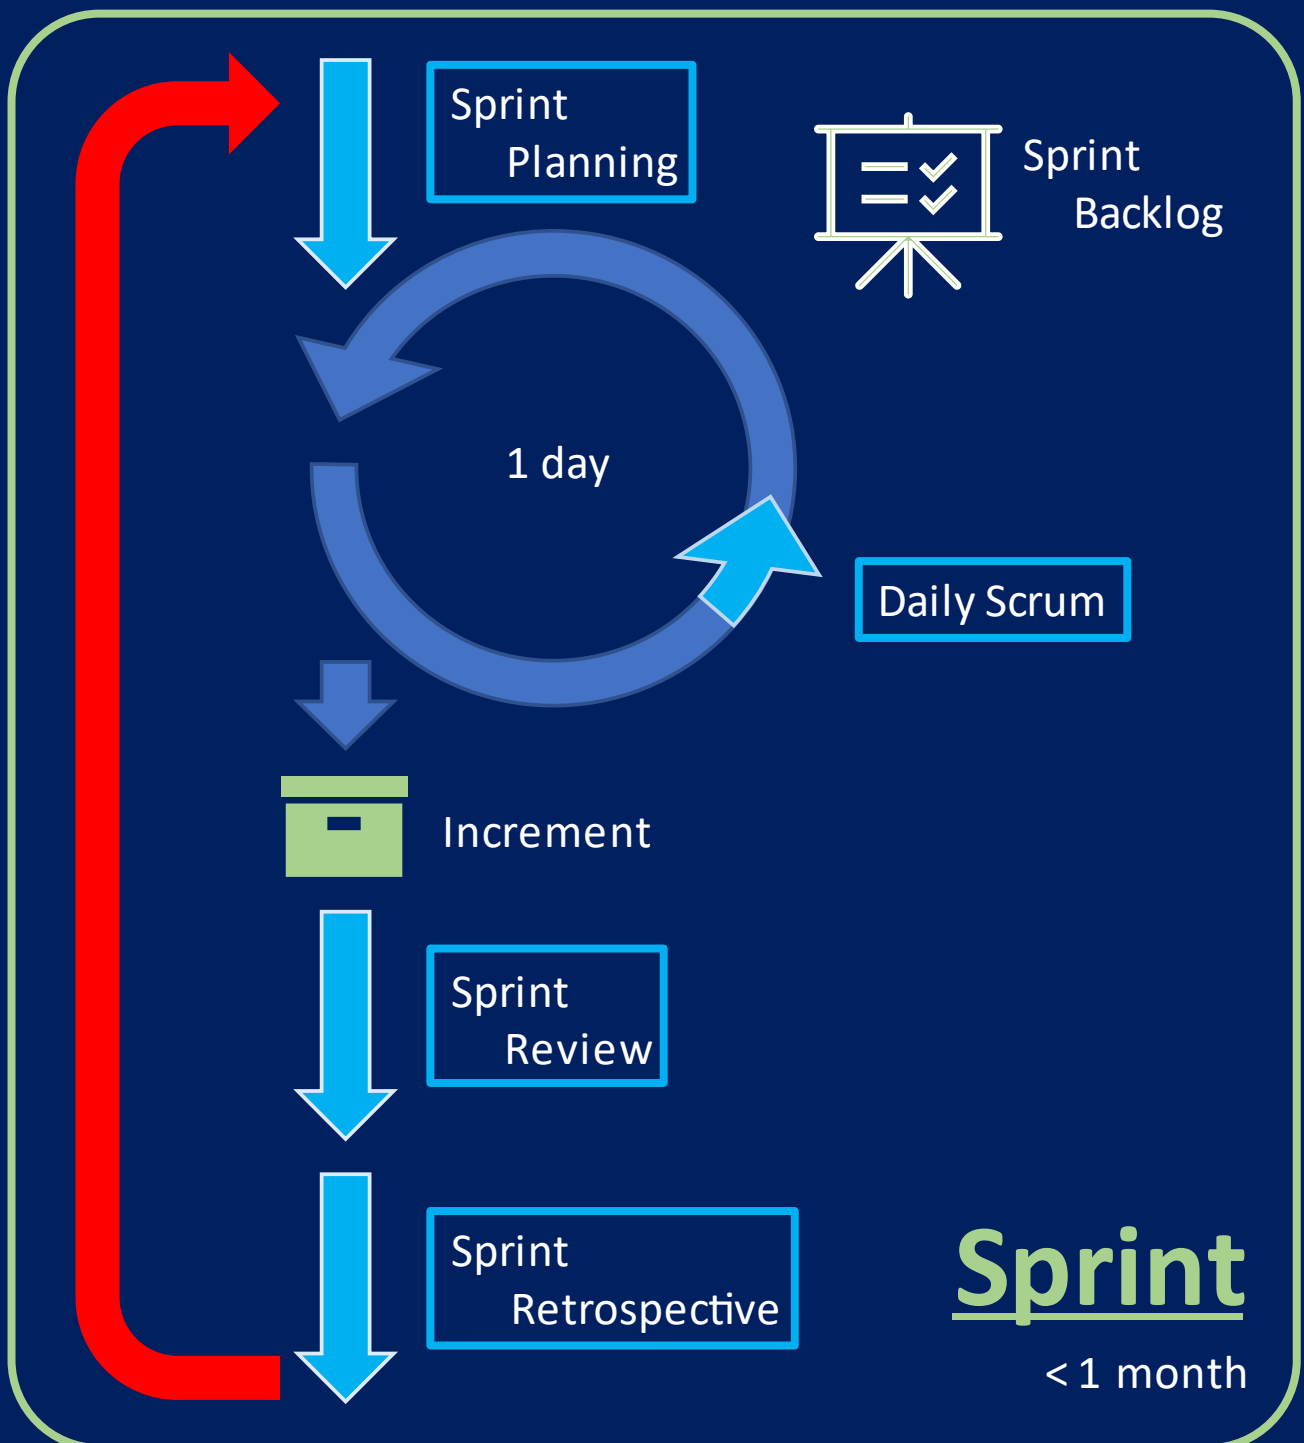 Sprint
Planning
Sprint
Backlog
1 day
Daily Scrum
Increment
Sprint
Review
Sprint
Retrospective
Sprint
< 1 month